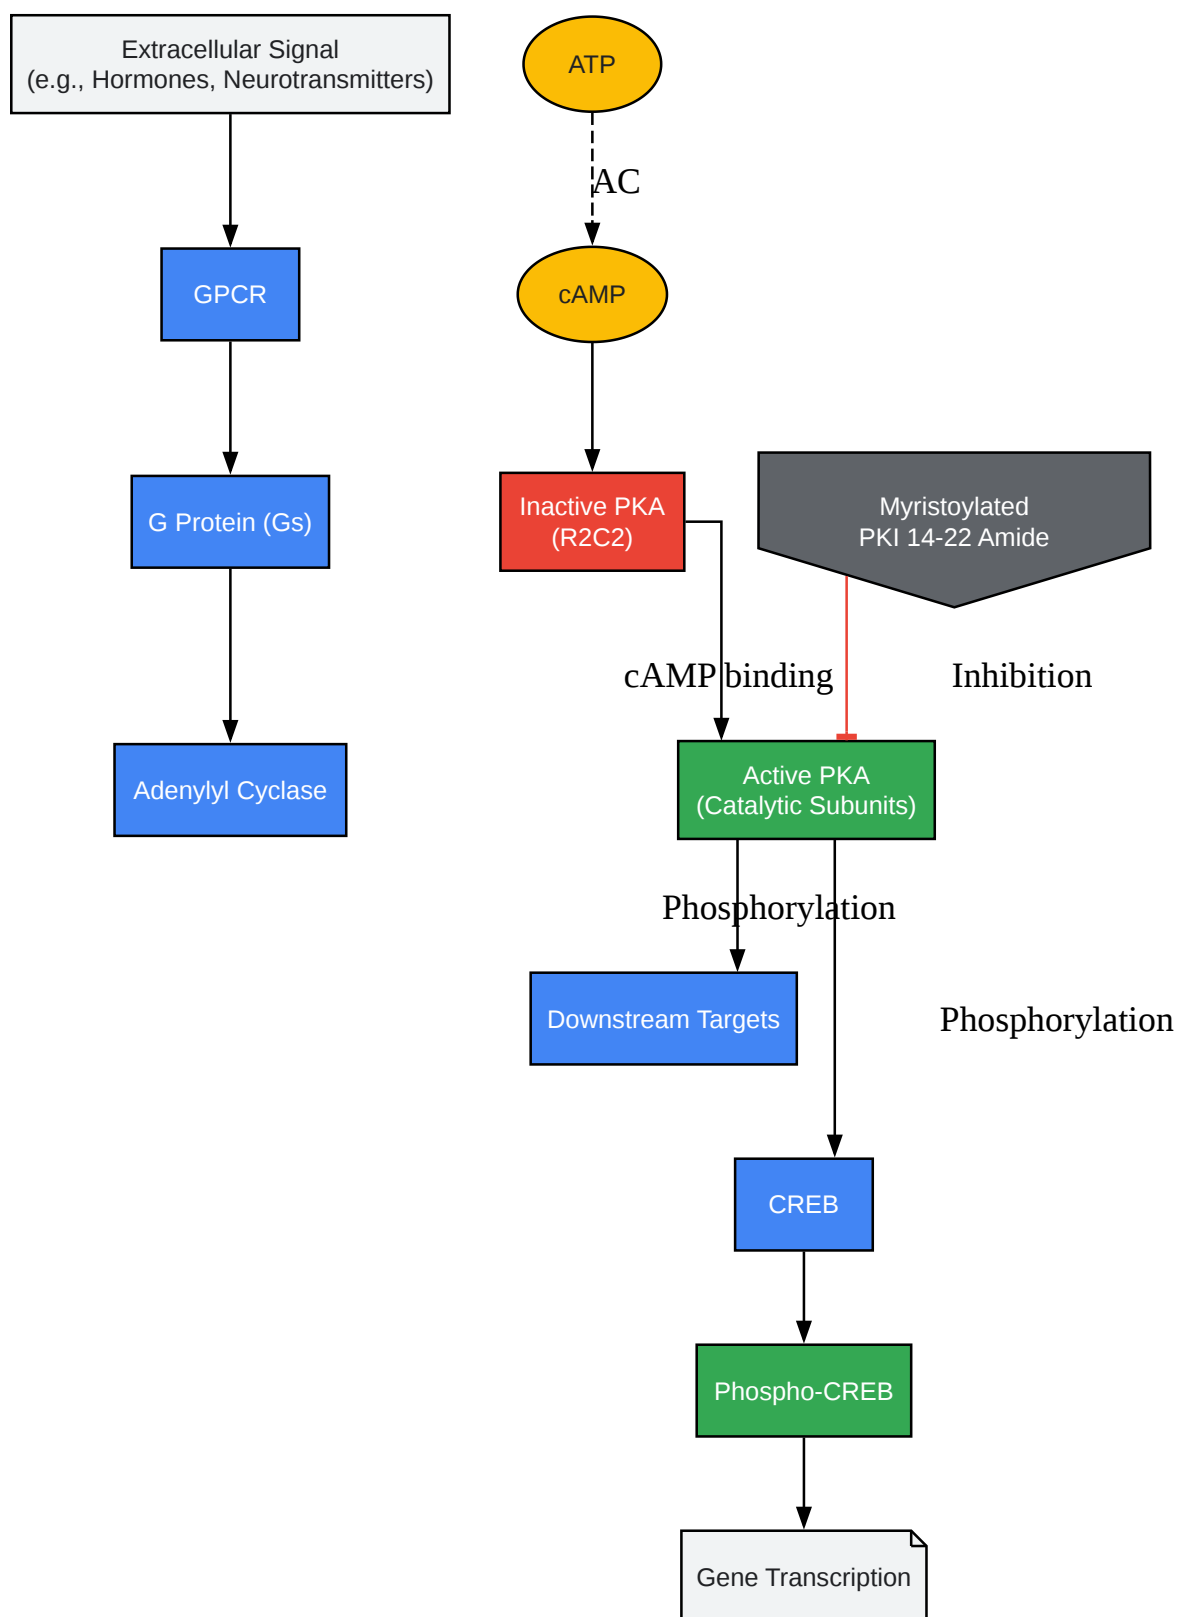 Extracellular Signal
(e.g., Hormones, Neurotransmitters)
ATP
AC
GPCR
cAMP
G Protein (Gs)
Inactive PKA
(R2C2)
Myristoylated
PKI 14-22 Amide
cAMP binding
Inhibition
Adenylyl Cyclase
Active PKA
(Catalytic Subunits)
Phosphorylation
Downstream Targets
Phosphorylation
CREB
Phospho-CREB
Gene Transcription